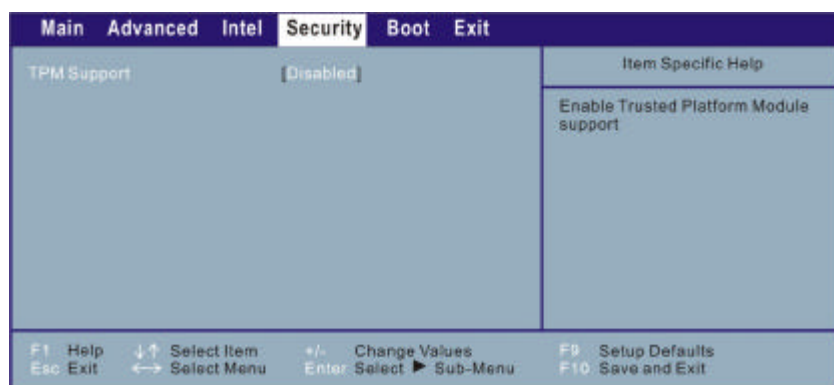 Main Advanced Intel Security Boot Exit
TPM Support [Disabled]
Item Specific Help
Enable Trusted Platform Module
support
F1 Help ↓↑ Select Item +/- Change Values F9 Setup Defaults
Esc Exit ←→ Select Menu Enter Select ▶ Sub-Menu F10 Save and Exit